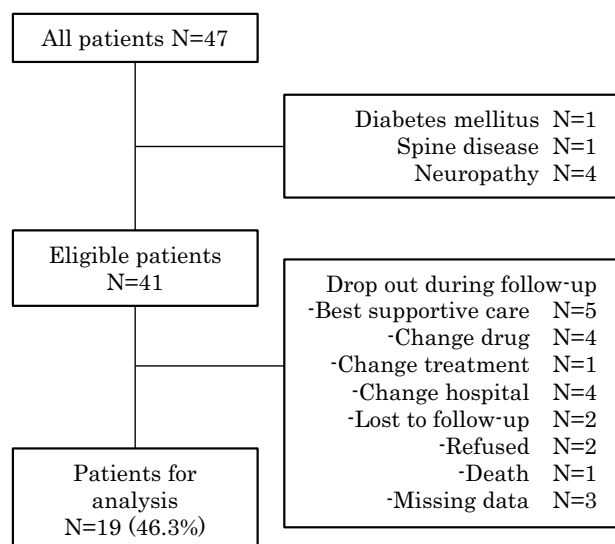 All patients N=47
Diabetes mellitus N=1
Spine disease N=1
Neuropathy N=4
Eligible patients
N=41
Drop out during follow-up
-Best supportive care N=5
-Change drug N=4
-Change treatment N=1
-Change hospital N=4
-Lost to follow-up N=2
-Refused N=2
-Death N=1
-Missing data N=3
Patients for
analysis
N=19 (46.3%)